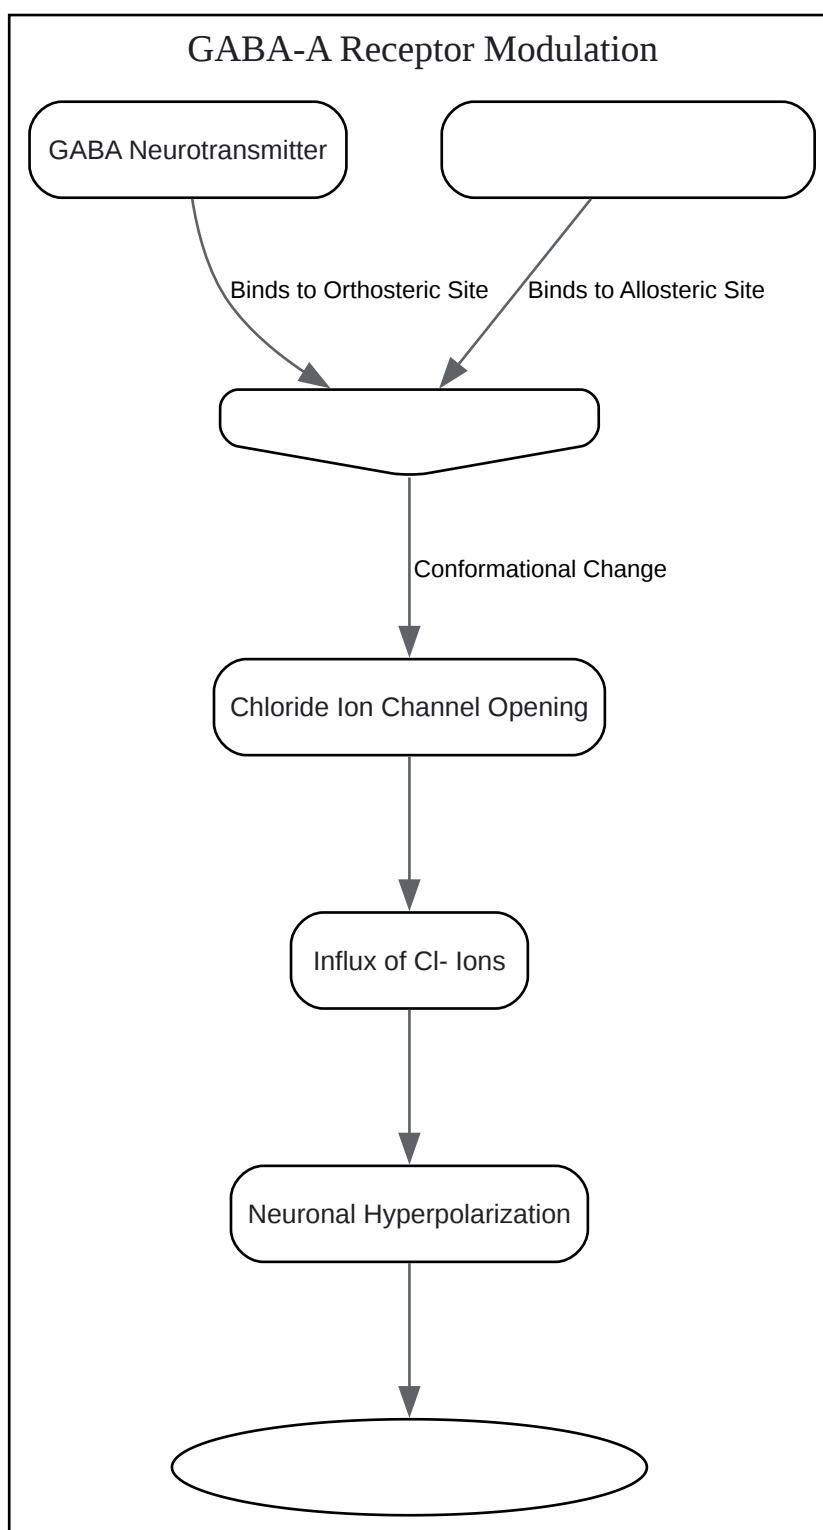 GABA-A Receptor Modulation
GABA Neurotransmitter
Binds to Orthosteric Site
Binds to Allosteric Site
Conformational Change
Chloride Ion Channel Opening
Influx of Cl- Ions
Neuronal Hyperpolarization